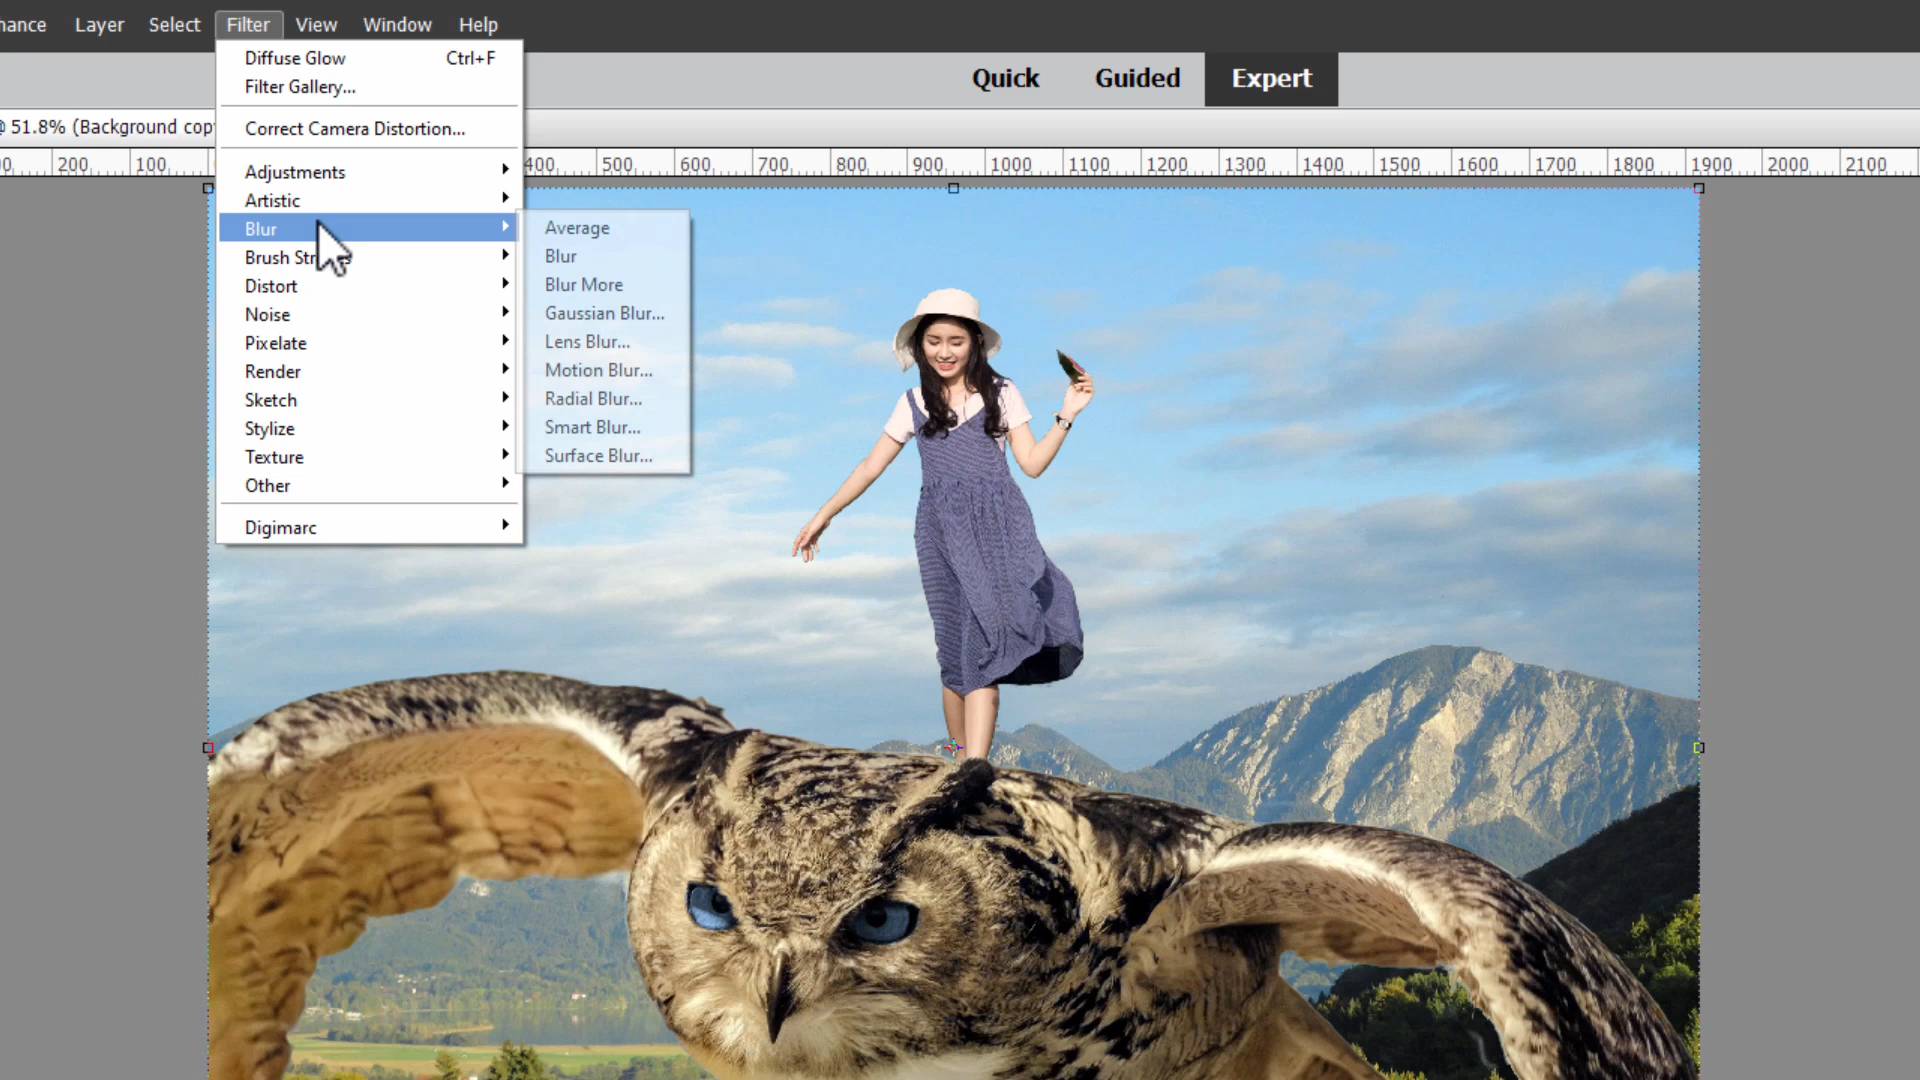 hance Layer Select Filter View Window Help
Diffuse Glow Ctrl+F
Filter Gallery...
Quick Guided Expert
Correct Camera Distortion...
@ 51.8% (Background cop
200 100 400 500 600 700 800 900 1000 1100 1200 1300 1400 1500 1600 1700 1800 1900 2000 2100
Adjustments
Artistic
Blur
Brush Str
Distort
Noise
Pixelate
Render
Sketch
Stylize
Texture
Other
Digimarc
Average
Blur
Blur More
Gaussian Blur...
Lens Blur...
Motion Blur...
Radial Blur...
Smart Blur...
Surface Blur...